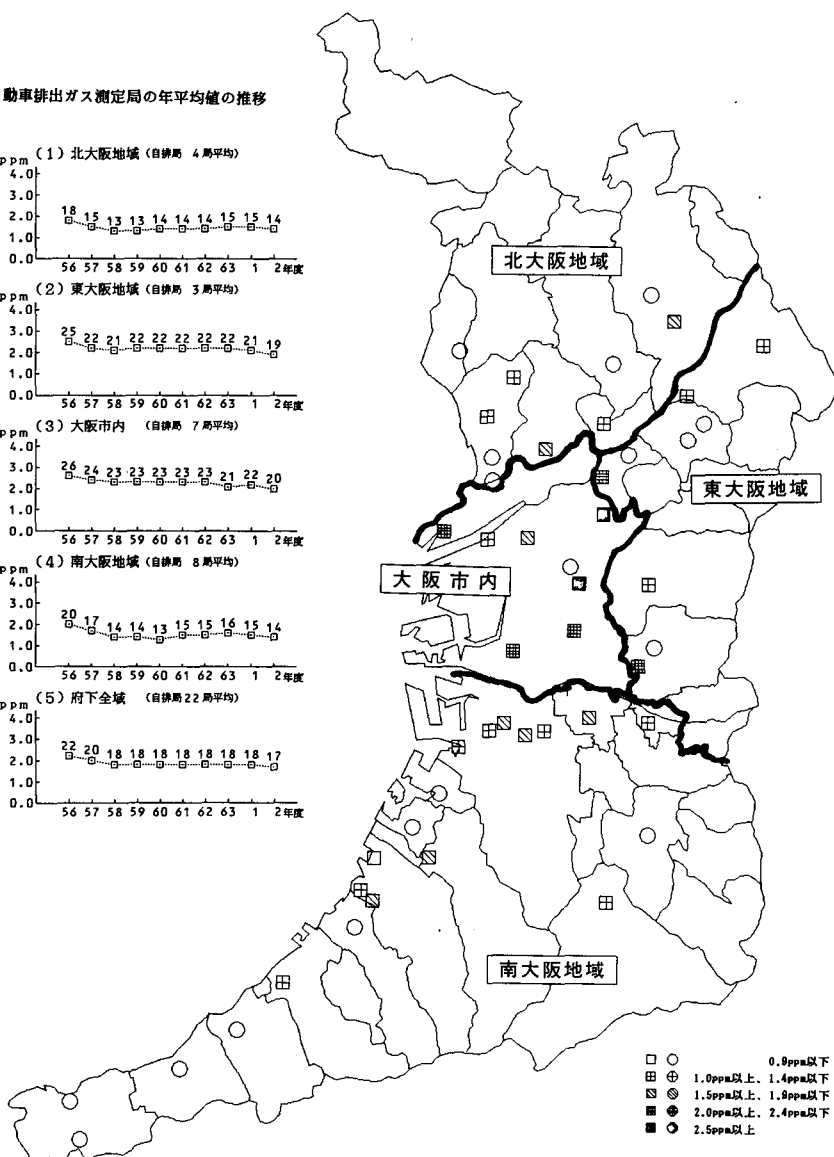 動車排出ガス測定局の年平均値の推移
(1) 北大阪地域 (自排局 4局平均)
ppm
4.0
3.0
2.0
1.0
0.0
18 15 13 13 14 14 14 15 15 14
56 57 58 59 60 61 62 63 1 2年度
(2) 東大阪地域 (自排局 3局平均)
ppm
4.0
3.0
2.0
1.0
0.0
25 22 21 22 22 22 22 22 21 19
56 57 58 59 60 61 62 63 1 2年度
(3) 大阪市内 (自排局 7局平均)
ppm
4.0
3.0
2.0
1.0
0.0
26 24 23 23 23 23 23 21 22 20
56 57 58 59 60 61 62 63 1 2年度
(4) 南大阪地域 (自排局 8局平均)
ppm
4.0
3.0
2.0
1.0
0.0
20 17 14 14 13 15 15 16 15 14
56 57 58 59 60 61 62 63 1 2年度
(5) 府下全域 (自排局22局平均)
ppm
4.0
3.0
2.0
1.0
0.0
22 20 18 18 18 18 18 18 18 17
56 57 58 59 60 61 62 63 1 2年度
北大阪地域
東大阪地域
大阪市内
南大阪地域
0.9ppm以下
1.0ppm以上、1.4ppm以下
1.5ppm以上、1.9ppm以下
2.0ppm以上、2.4ppm以下
2.5ppm以上